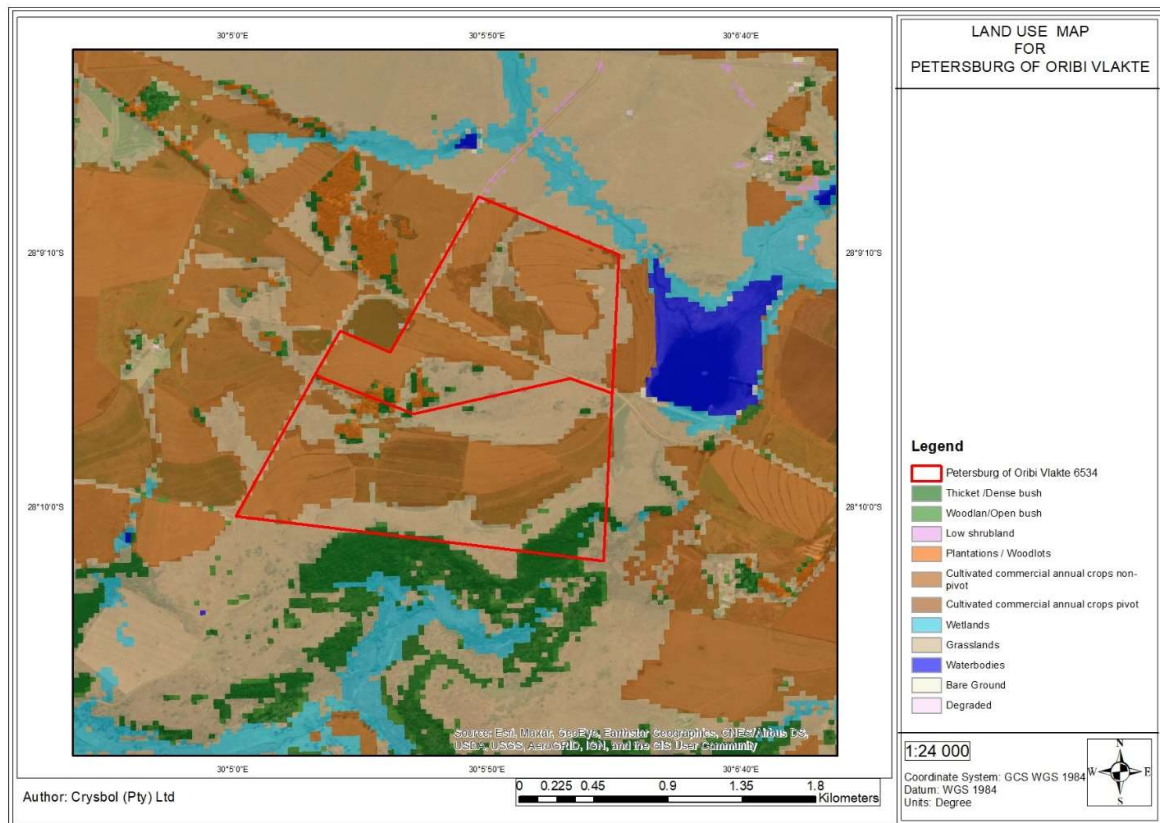 LAND USE MAP
FOR
PETERSBURG OF ORIBI VLAKTE
30°5'0"E
30°5'50"E
30°6'40"E
28°9'10"S
28°9'10"S
28°10'0"S
28°10'0"S
Legend
Petersburg of Oribi Vlakte 6534
Thicket /Dense bush
Woodlan/Open bush
Low shrubland
Plantations / Woodlots
Cultivated commercial annual crops non-
pivot
Cultivated commercial annual crops pivot
Wetlands
Grasslands
Waterbodies
Bare Ground
Degraded
Source: Esri, Maxar, GeoEye, Earthstar Geographics, CNES/Airbus DS,
USDA, USGS, AeroGRID, IGN, and the GIS User Community
30°5'0"E
30°5'50"E
30°6'40"E
1:24 000
Coordinate System: GCS WGS 1984
Datum: WGS 1984
Units: Degree
N
W
E
S
Author: Crysbol (Pty) Ltd
0 0.225 0.45 0.9 1.35 1.8
Kilometers